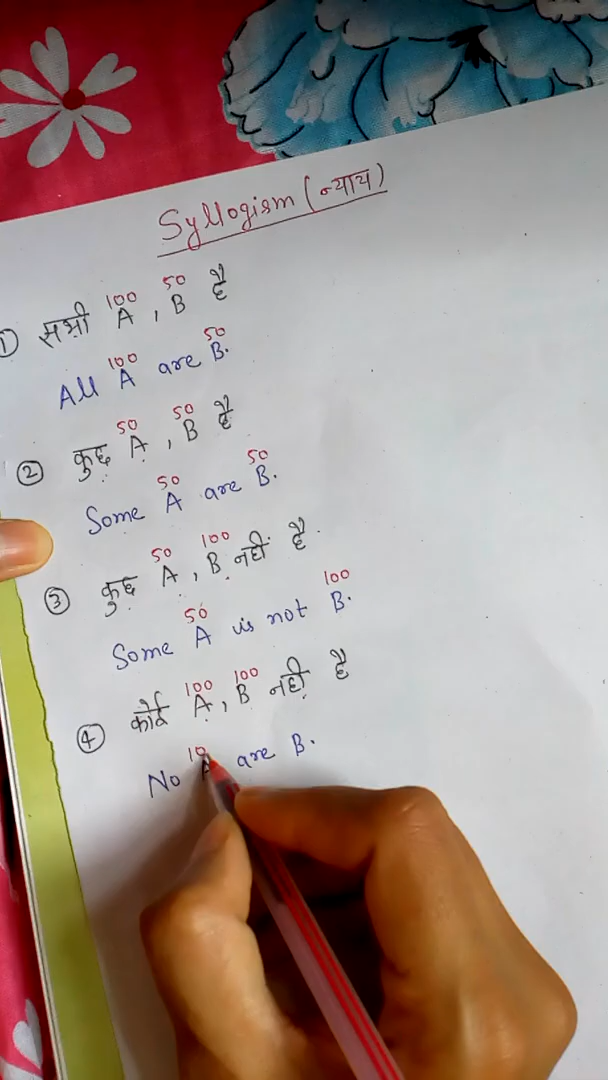 Syllogism (न्याय)
100 50
① सभी A , B है
100 50
All A are B.
50 50
② कुछ A , B है
50 50
Some A are B.
50 100
③ कुछ A , B नहीं है.
50 100
Some A is not B.
100 100
④ कोई A , B नही है
10
No A are B.